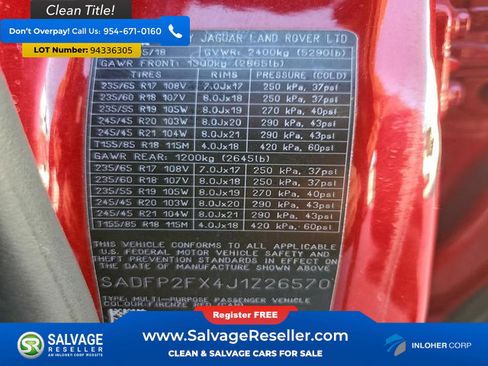 Clean Title!
Don't Overpay! Call us: 954-671-0160
LOT Number: 94336305
Y JAGUAR LAND ROVER LTD
5/18 GVWR: 2400kg (5290lb)
GAWR FRONT: 1300kg (2865lb)
TIRES RIMS PRESSURE (COLD)
235/65 R17 108V 7.0Jx17 250 kPa, 37psi
235/60 R18 107V 8.0Jx18 250 kPa, 37psi
235/55 R19 105W 8.0Jx19 270 kPa, 40psi
245/45 R20 103W 8.0Jx20 290 kPa, 43psi
245/45 R21 104W 8.0Jx21 290 kPa, 43psi
T155/85 R18 115M 4.0Jx18 420 kPa, 60psi
GAWR REAR: 1200kg (2645lb)
235/65 R17 108V 7.0Jx17 250 kPa, 37psi
235/60 R18 107V 8.0Jx18 250 kPa, 37psi
235/55 R19 105W 8.0Jx19 270 kPa, 40psi
245/45 R20 103W 8.0Jx20 290 kPa, 43psi
245/45 R21 104W 8.0Jx21 290 kPa, 43psi
T155/85 R18 115M 4.0Jx18 420 kPa, 60psi
THIS VEHICLE CONFORMS TO ALL APPLICABLE
U.S. FEDERAL MOTOR VEHICLE SAFETY AND
THEFT PREVENTION STANDARDS IN EFFECT ON
SADFP2FX4J1Z26570
TYPE: MULTI-PURPOSE PASSENGER VEHICLE
COLOUR: FIRENZE RED
Register FREE!
www.SalvageReseller.com
CLEAN & SALVAGE CARS FOR SALE
SALVAGE
RESELLER
AN INLOHER CORP WEBSITE
INLOHER CORP